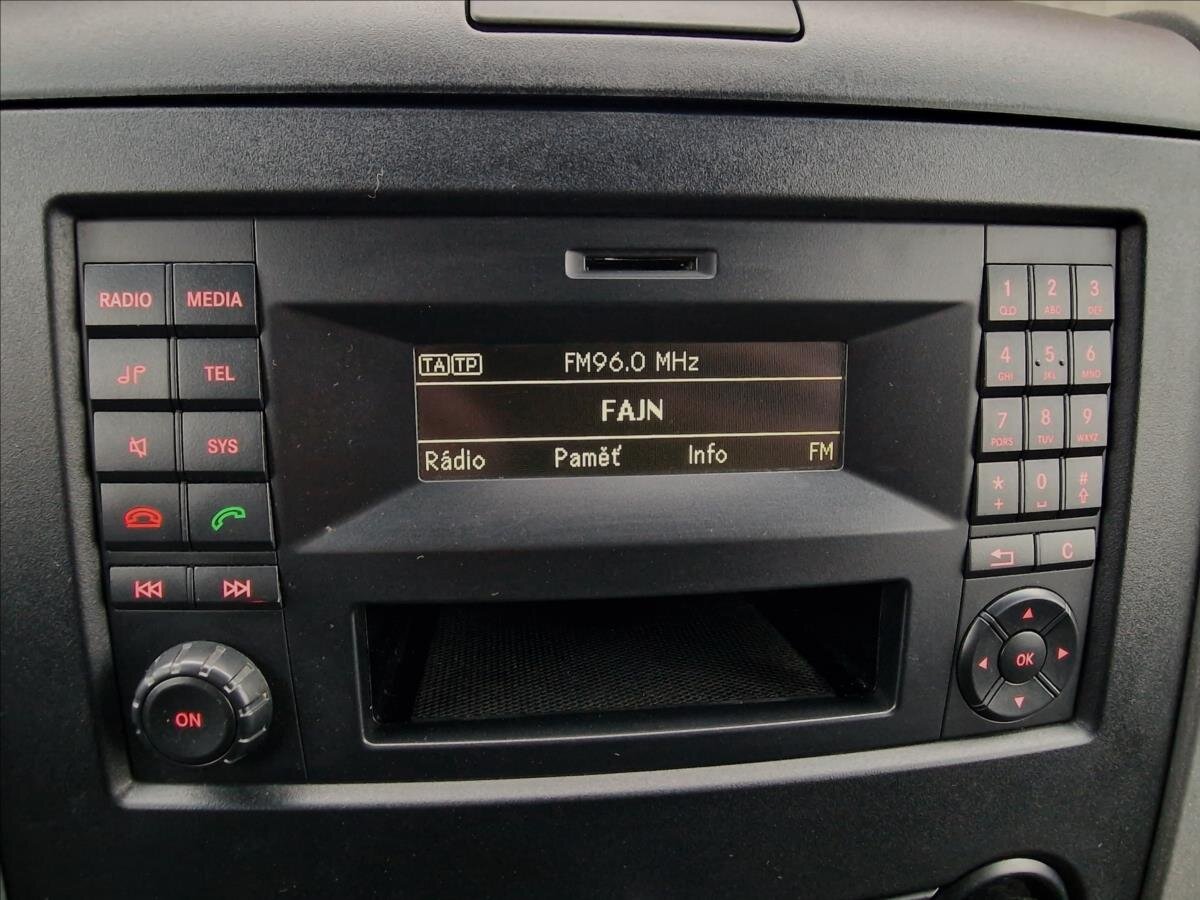 RADIO MEDIA
TEL
SYS
ON
TA TP FM96.0 MHz
FAJN
Rádio Paměť Info FM
1 2 3
ABC DEF
4 5 6
GHI JKL MNO
7 8 9
PQRS TUV WXYZ
* 0 #
+
C
OK